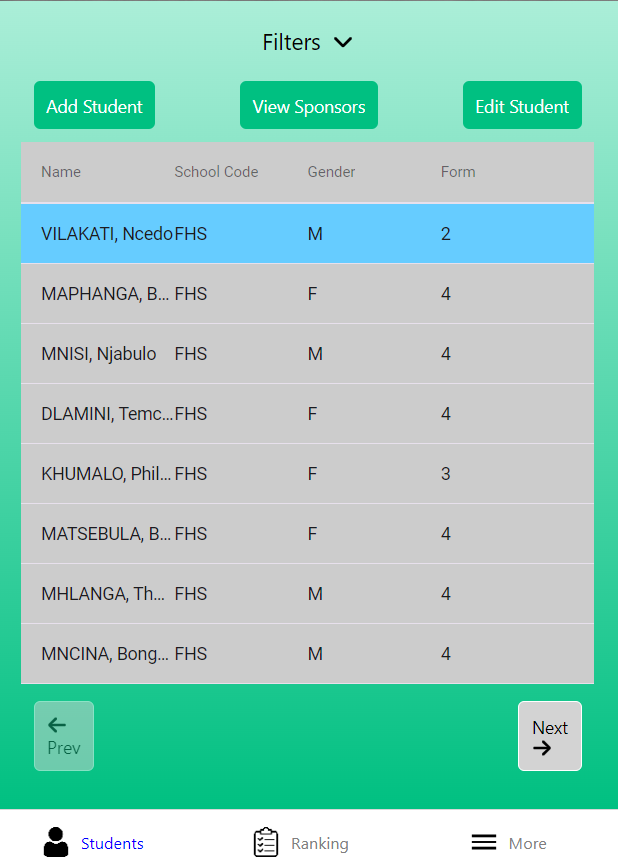 Filters
Add Student View Sponsors Edit Student
Name School Code Gender Form
VILAKATI, Ncedo FHS M 2
MAPHANGA, B... FHS F 4
MNISI, Njabulo FHS M 4
DLAMINI, Temc... FHS F 4
KHUMALO, Phil... FHS F 3
MATSEBULA, B... FHS F 4
MHLANGA, Th... FHS M 4
MNCINA, Bong... FHS M 4
Prev Next
Students Ranking More